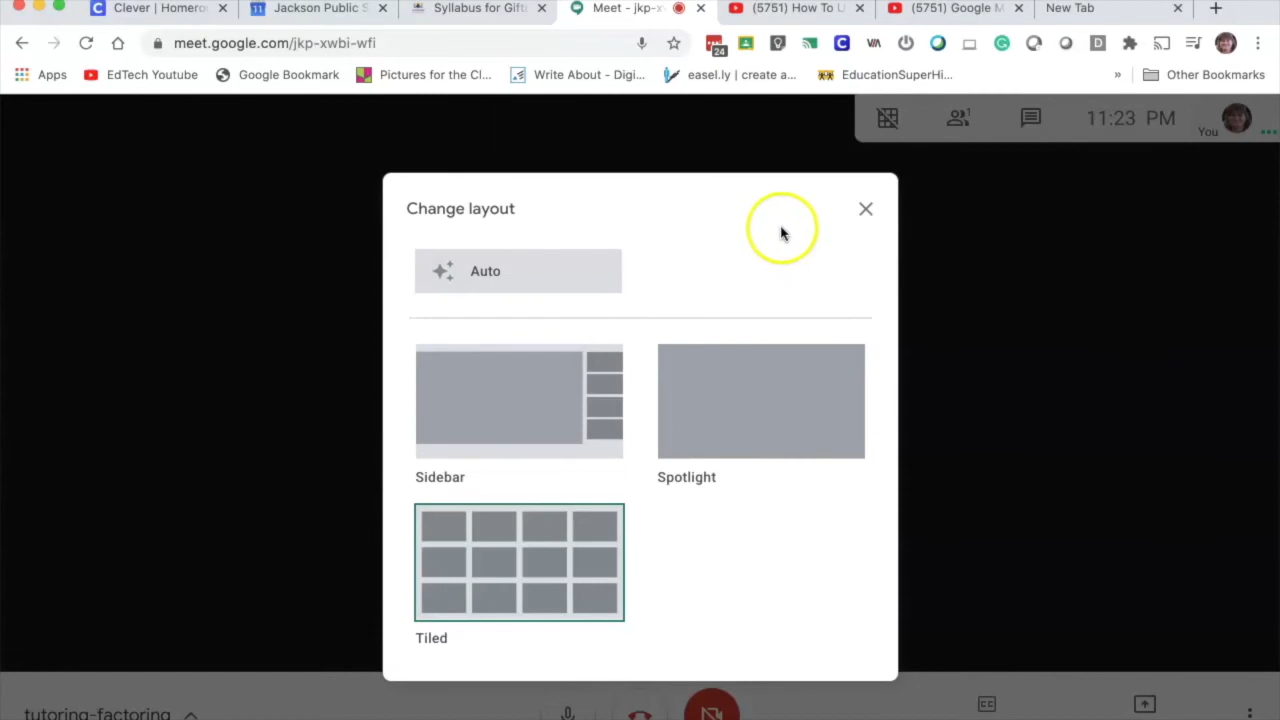 Clever | Homero
Jackson Public S
Syllabus for Gift
Meet - jkp-x
(5751) How To U
(5751) Google M
New Tab
meet.google.com/jkp-xwbi-wfi
24
Apps
EdTech Youtube
Google Bookmark
Pictures for the Cl...
Write About - Digi...
easel.ly | create a...
EducationSuperHi...
»
Other Bookmarks
1
11:23 PM
You
Change layout
Auto
Sidebar
Spotlight
Tiled
tutoring-factoring